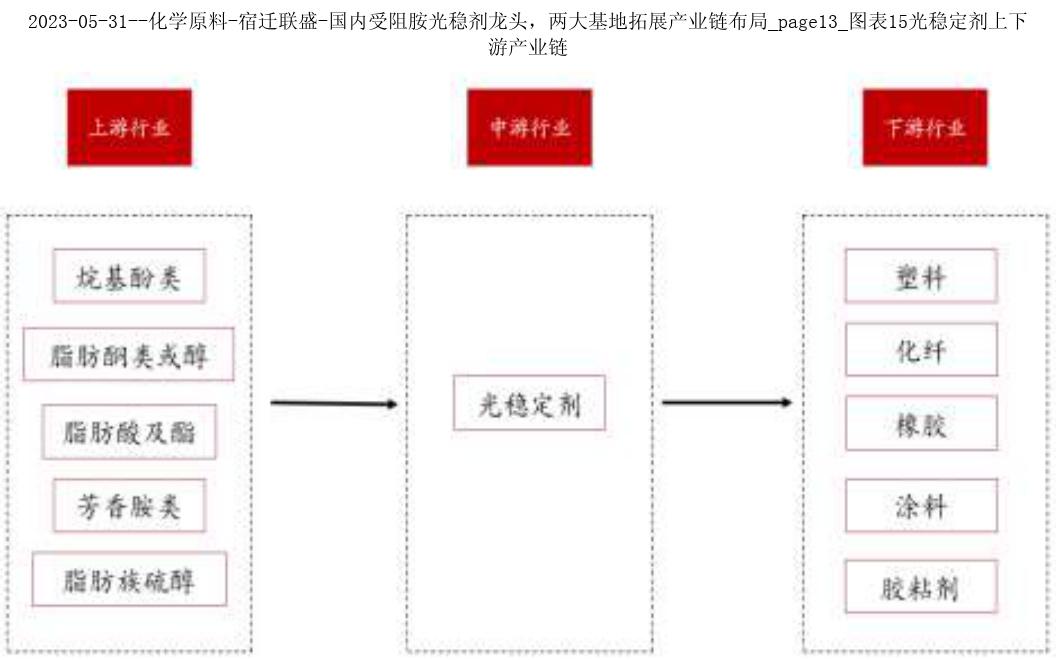 2023-05-31--化学原料-宿迁联盛-国内受阻胺光稳剂龙头，两大基地拓展产业链布局_page13_图表15光稳定剂上下
游产业链
上游行业
中游行业
下游行业
烷基酚类
脂肪酮类或醇
脂肪酸及酯
芳香胺类
脂肪族硫醇
光稳定剂
塑料
化纤
橡胶
涂料
胶粘剂